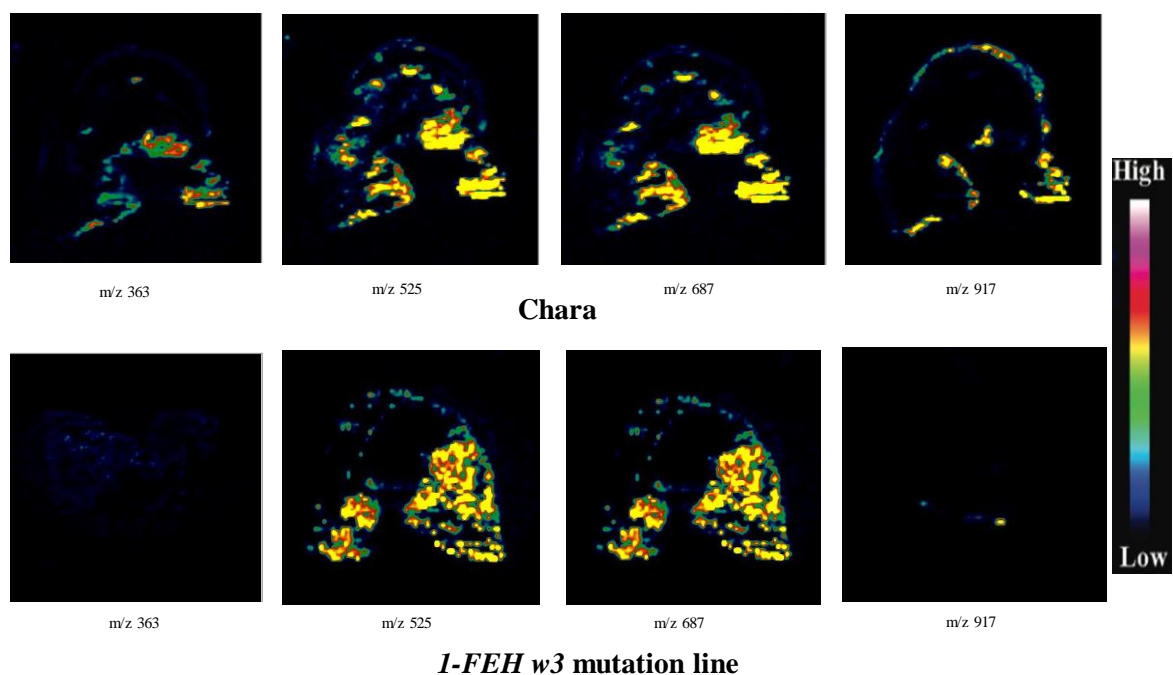 m/z 363
m/z 525
m/z 687
m/z 917
Chara
High
Low
m/z 363
m/z 525
m/z 687
m/z 917
1-FEH w3 mutation line